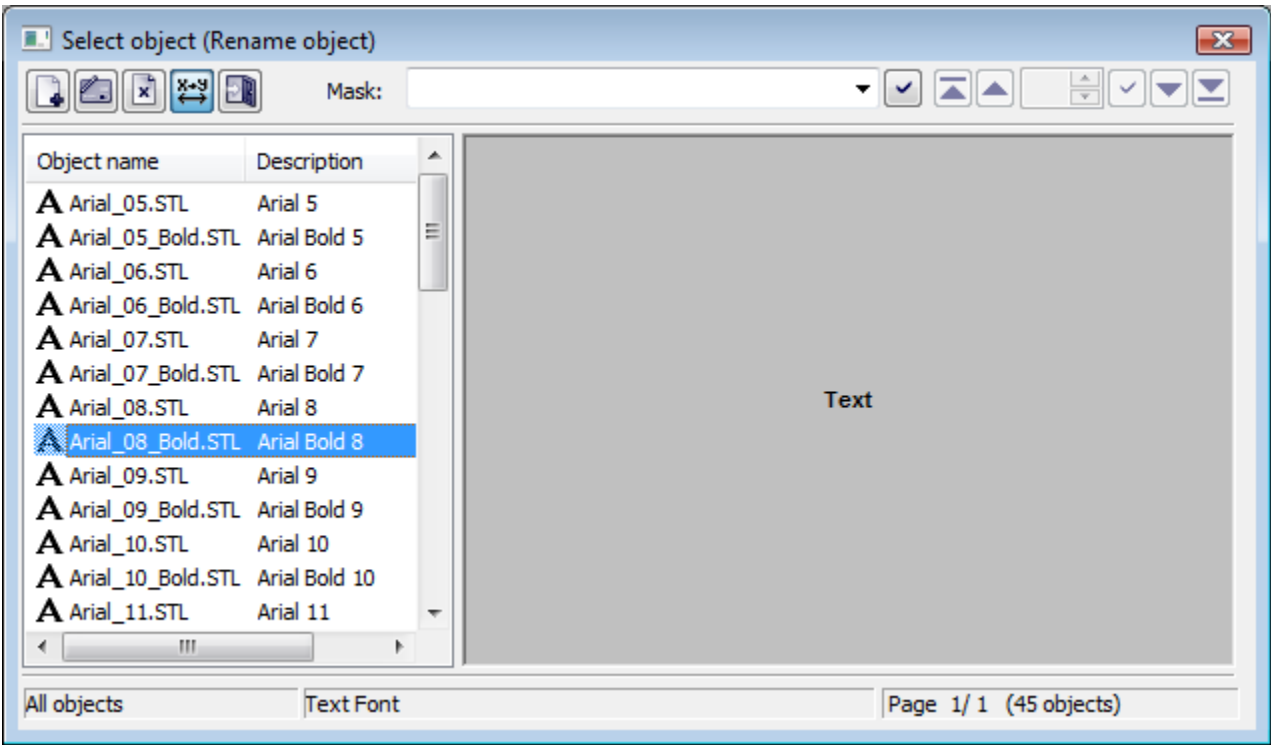 Select object (Rename object)
Mask:
Object name Description
Arial_05.STL Arial 5
Arial_05_Bold.STL Arial Bold 5
Arial_06.STL Arial 6
Arial_06_Bold.STL Arial Bold 6
Arial_07.STL Arial 7
Arial_07_Bold.STL Arial Bold 7
Arial_08.STL Arial 8
Arial_08_Bold.STL Arial Bold 8
Arial_09.STL Arial 9
Arial_09_Bold.STL Arial Bold 9
Arial_10.STL Arial 10
Arial_10_Bold.STL Arial Bold 10
Arial_11.STL Arial 11
Text
All objects Text Font Page 1/ 1 (45 objects)